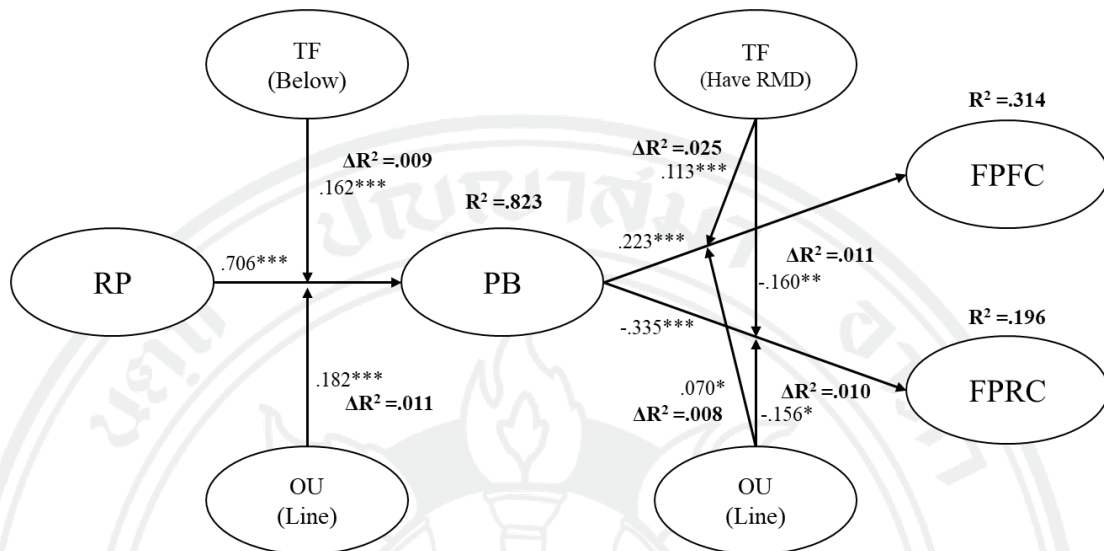 TF
(Below)
TF
(Have RMD)
R² =.314
FPFC
ΔR² =.009
.162***
ΔR² =.025
.113***
R² =.823
RP
.706***
PB
.223***
ΔR² =.011
-.160**
-.335***
R² =.196
FPRC
.182***
ΔR² =.011
.070*
ΔR² =.008
ΔR² =.010
-.156*
OU
(Line)
OU
(Line)